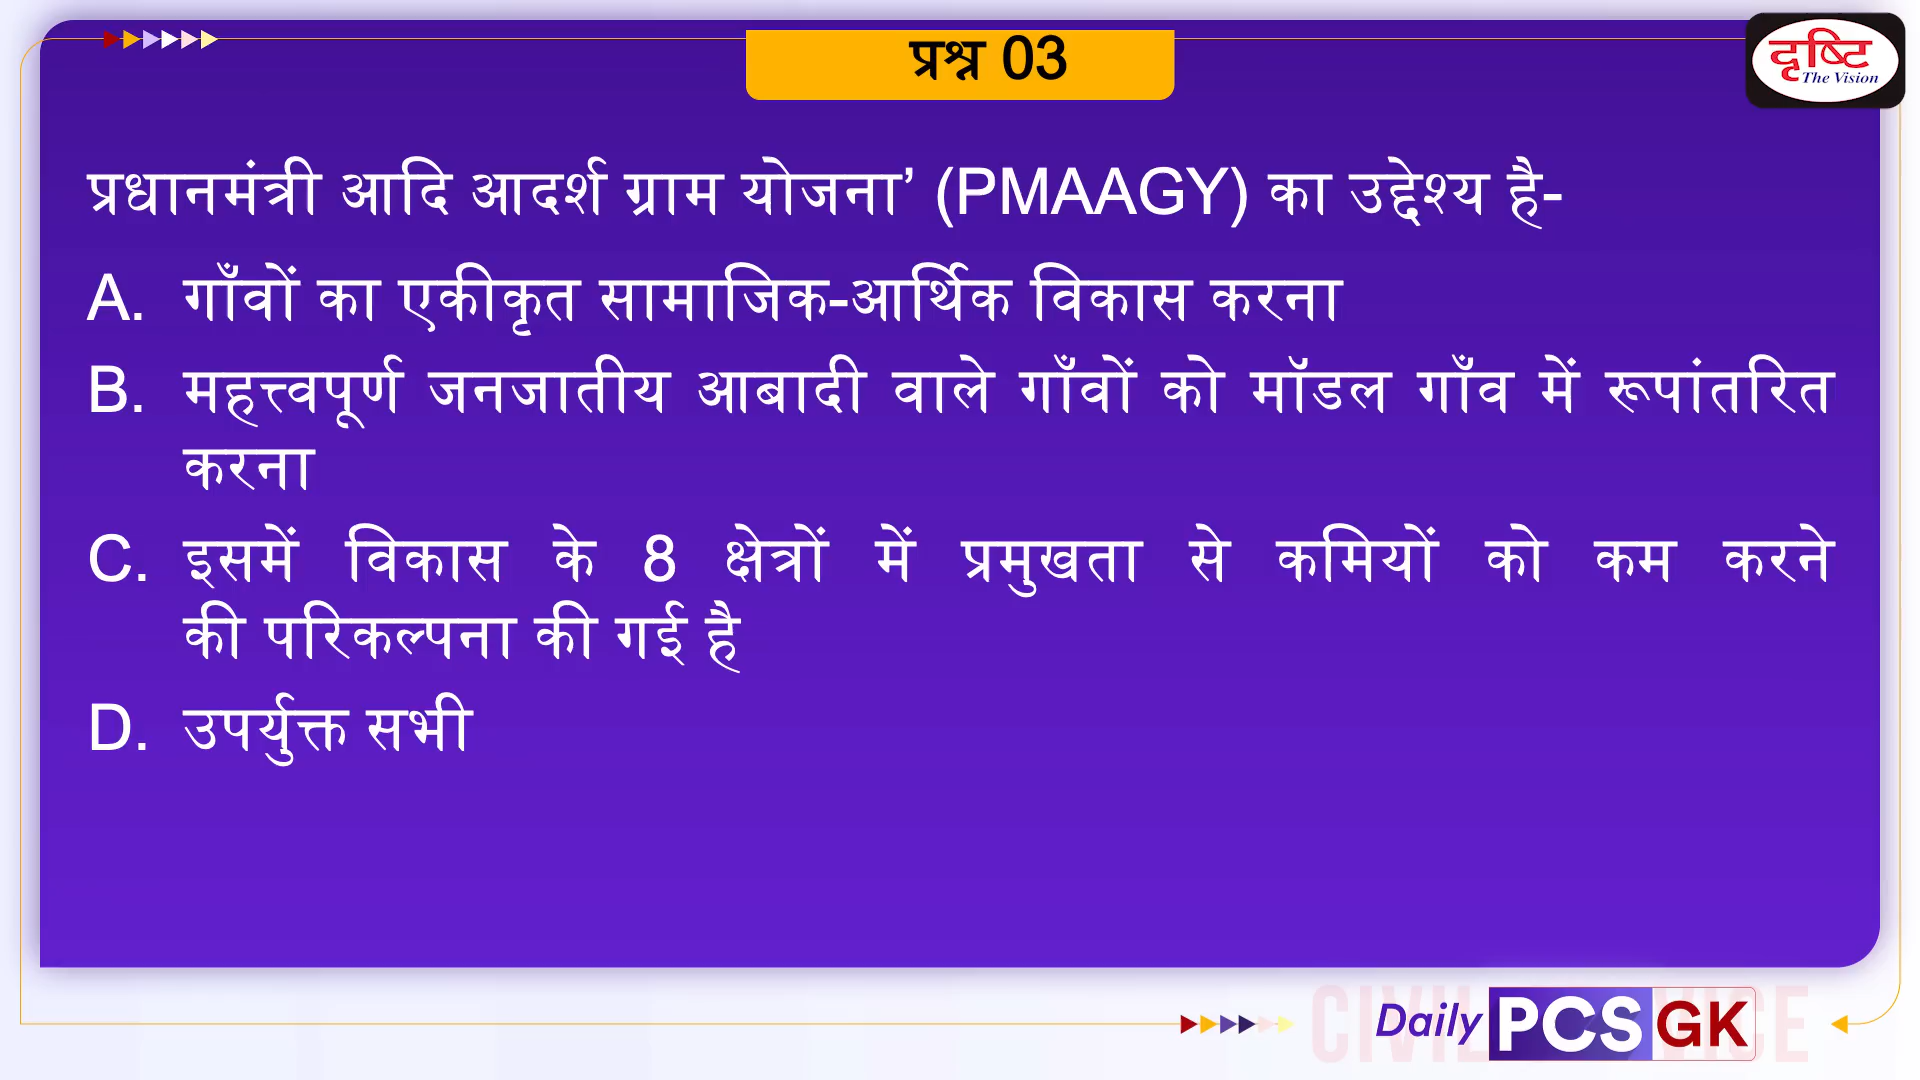 प्रश्न 03
दृष्टि
The Vision
प्रधानमंत्री आदि आदर्श ग्राम योजना’ (PMAAGY) का उद्देश्य है-
A. गाँवों का एकीकृत सामाजिक-आर्थिक विकास करना
B. महत्त्वपूर्ण जनजातीय आबादी वाले गाँवों को मॉडल गाँव में रूपांतरित
करना
C. इसमें विकास के 8 क्षेत्रों में प्रमुखता से कमियों को कम करने
की परिकल्पना की गई है
D. उपर्युक्त सभी
Daily PCS GK